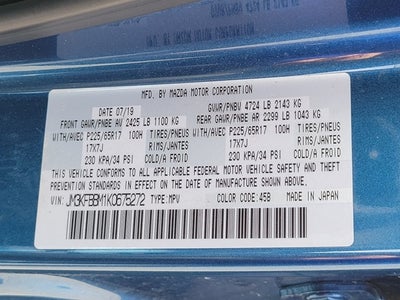 MFD. BY MAZDA MOTOR CORPORATION
DATE 07/19 GVWR/PNBV 4724 LB 2143 KG
FRONT GAWR/PNBE AV 2425 LB 1100 KG REAR GAWR/PNBE AR 2299 LB 1043 KG
WITH/AVEC P225/65R17 100H TIRES/PNEUS WITH/AVEC P225/65R17 100H TIRES/PNEUS
17X7J RIMS/JANTES 17X7J RIMS/JANTES
230 KPA/34 PSI COLD/A FROID 230 KPA/34 PSI COLD/A FROID
THIS VEHICLE CONFORMS TO ALL APPLICABLE FEDERAL MOTOR VEHICLE SAFETY AND THEFT
PREVENTION STANDARDS IN EFFECT ON THE DATE OF MANUFACTURE SHOWN ABOVE.
JM3KFBBM1K0675272 TYPE:MPV COLOR CODE:45B MADE IN JAPAN